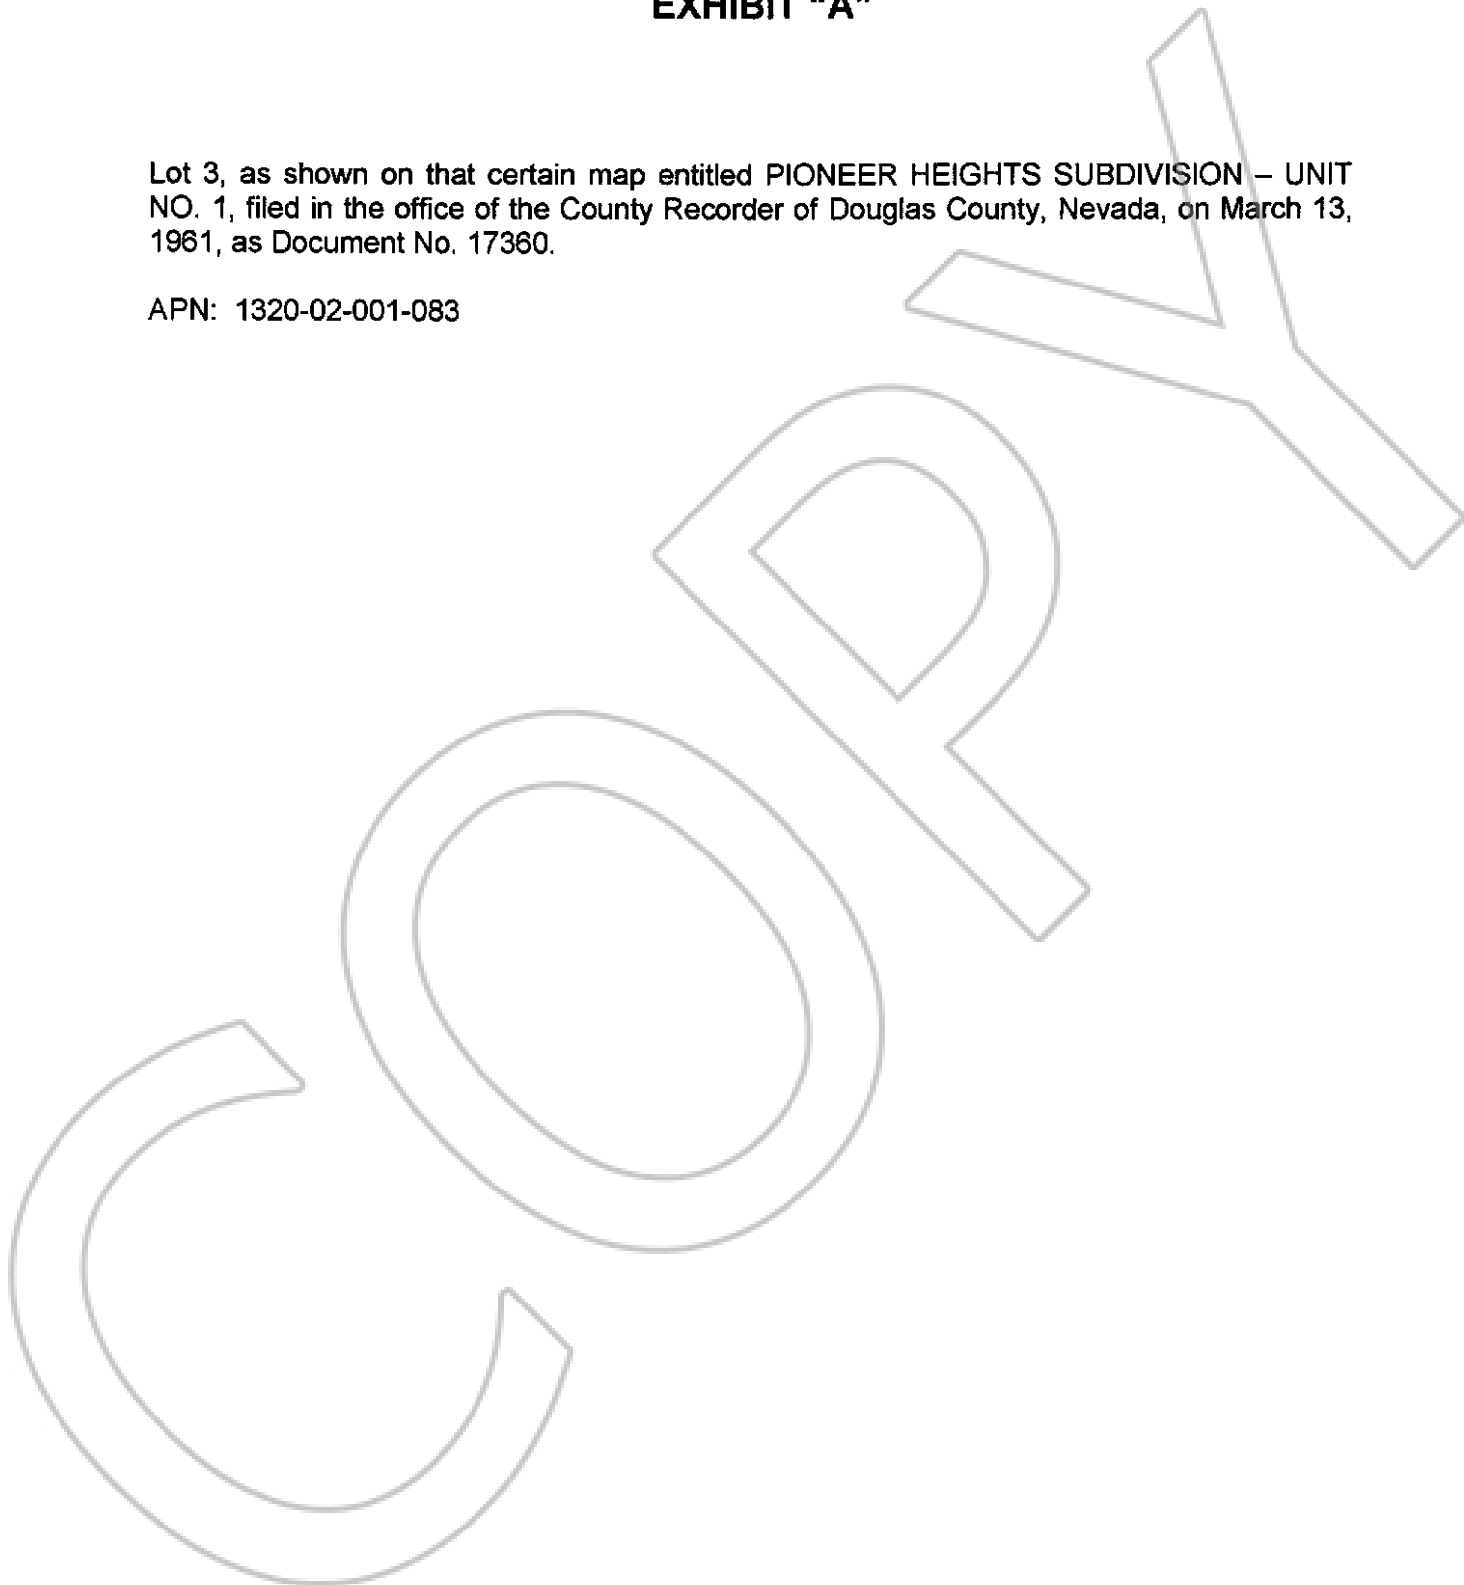 EXHIBIT "A"
Lot 3, as shown on that certain map entitled PIONEER HEIGHTS SUBDIVISION – UNIT
NO. 1, filed in the office of the County Recorder of Douglas County, Nevada, on March 13,
1961, as Document No. 17360.
APN: 1320-02-001-083
COPY